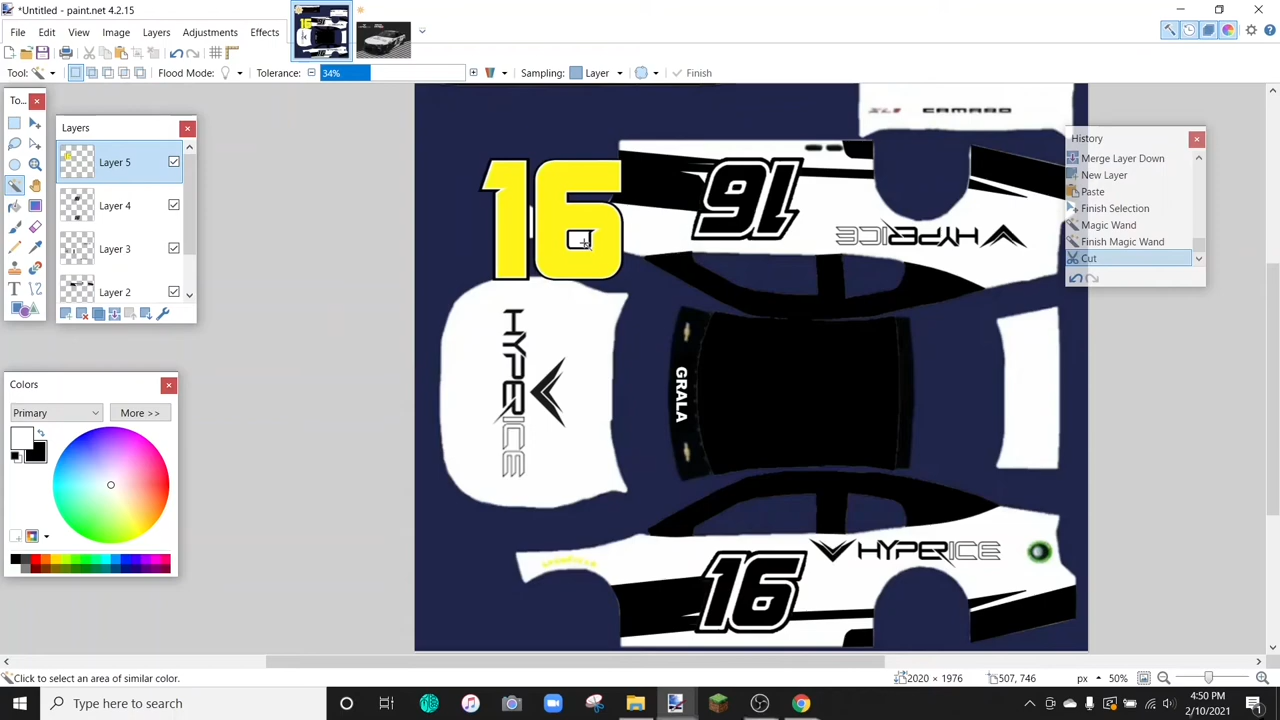 *Untitled - paint.net 4.2.15
File Edit View Image Layers Adjustments Effects
Tool: Flood Mode: Tolerance: 34% Sampling: Layer Finish
To...
Layers
Layer 5
Layer 4
Layer 3
Layer 2
Colors
Primary
More >>
CAMARO
16
16
HYPERICE
HYPERICE
GRALA
16
HYPERICE
History
Merge Layer Down
New Layer
Paste
Finish Selection
Magic Wand
Finish Magic Wand
Cut
Click to select an area of similar color.
2020 × 1976
507, 746
px
50%
Type here to search
4:50 PM
2/10/2021